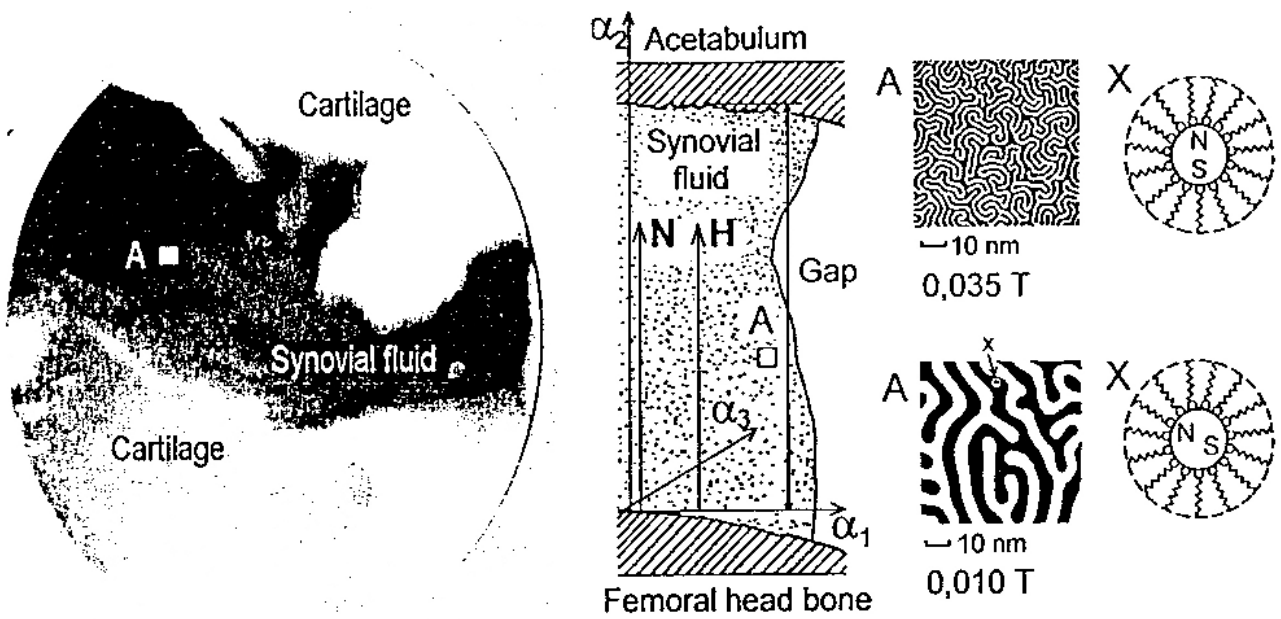 Cartilage
A
Synovial fluid
Cartilage
α₂
Acetabulum
Synovial
fluid
N
H
Gap
A
α₃
α₁
Femoral head bone
A
10 nm
0,035 T
X
N
S
A
x
10 nm
0,010 T
X
N S